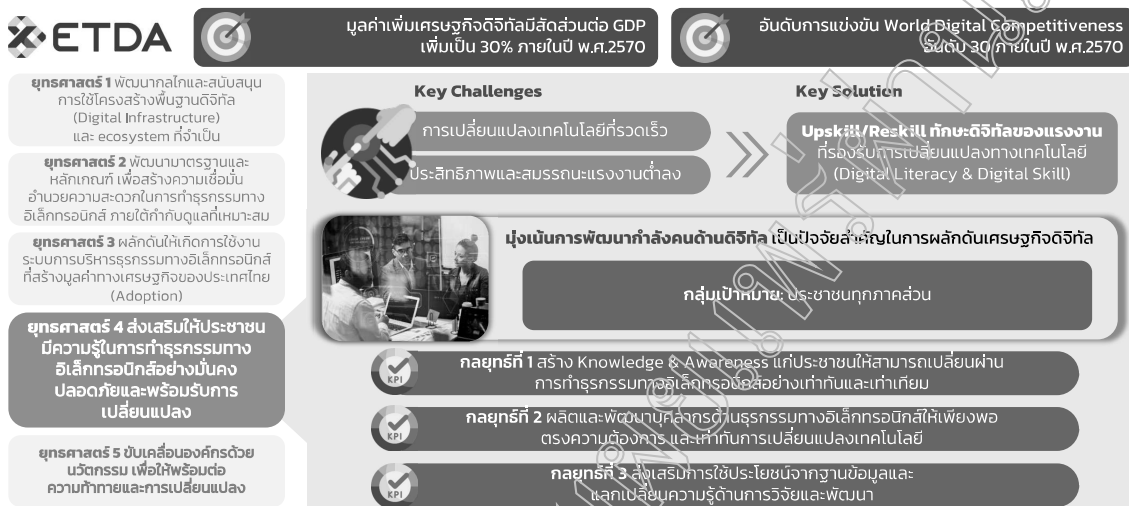 ETDA
มูลค่าเพิ่มเศรษฐกิจดิจิทัลมีสัดส่วนต่อ GDP
เพิ่มเป็น 30% ภายในปี พ.ศ.2570
อันดับการแข่งขัน World Digital Competitiveness
อันดับ 30 ภายในปี พ.ศ.2570
ยุทธศาสตร์ 1 พัฒนากลไกและสนับสนุน
การใช้โครงสร้างพื้นฐานดิจิทัล
(Digital Infrastructure)
และ ecosystem ที่จำเป็น
ยุทธศาสตร์ 2 พัฒนามาตรฐานและ
หลักเกณฑ์ เพื่อสร้างความเชื่อมั่น
อำนวยความสะดวกในการทำธุรกรรมทาง
อิเล็กทรอนิกส์ ภายใต้กำกับดูแลที่เหมาะสม
ยุทธศาสตร์ 3 ผลักดันให้เกิดการใช้งาน
ระบบการบริหารธุรกรรมทางอิเล็กทรอนิกส์
ที่สร้างมูลค่าทางเศรษฐกิจของประเทศไทย
(Adoption)
ยุทธศาสตร์ 4 ส่งเสริมให้ประชาชน
มีความรู้ในการทำธุรกรรมทาง
อิเล็กทรอนิกส์อย่างมั่นคง
ปลอดภัยและพร้อมรับการ
เปลี่ยนแปลง
ยุทธศาสตร์ 5 ขับเคลื่อนองค์กรด้วย
นวัตกรรม เพื่อให้พร้อมต่อ
ความท้าทายและการเปลี่ยนแปลง
Key Challenges
การเปลี่ยนแปลงเทคโนโลยีที่รวดเร็ว
ประสิทธิภาพและสมรรถนะแรงงานต่ำลง
Key Solution
Upskill/Reskill ทักษะดิจิทัลของแรงงาน
ที่รองรับการเปลี่ยนแปลงทางเทคโนโลยี
(Digital Literacy & Digital Skill)
มุ่งเน้นการพัฒนากำลังคนด้านดิจิทัล เป็นปัจจัยสำคัญในการผลักดันเศรษฐกิจดิจิทัล
กลุ่มเป้าหมาย: ประชาชนทุกภาคส่วน
KPI
กลยุทธ์ที่ 1 สร้าง Knowledge & Awareness แก่ประชาชนให้สามารถเปลี่ยนผ่าน
การทำธุรกรรมทางอิเล็กทรอนิกส์อย่างเท่าทันและเท่าเทียม
KPI
กลยุทธ์ที่ 2 ผลิตและพัฒนาบุคลากรด้านธุรกรรมทางอิเล็กทรอนิกส์ให้เพียงพอ
ตรงความต้องการ และเท่าทันการเปลี่ยนแปลงเทคโนโลยี
KPI
กลยุทธ์ที่ 3 ส่งเสริมการใช้ประโยชน์จากฐานข้อมูลและ
แลกเปลี่ยนความรู้ด้านการวิจัยและพัฒนา